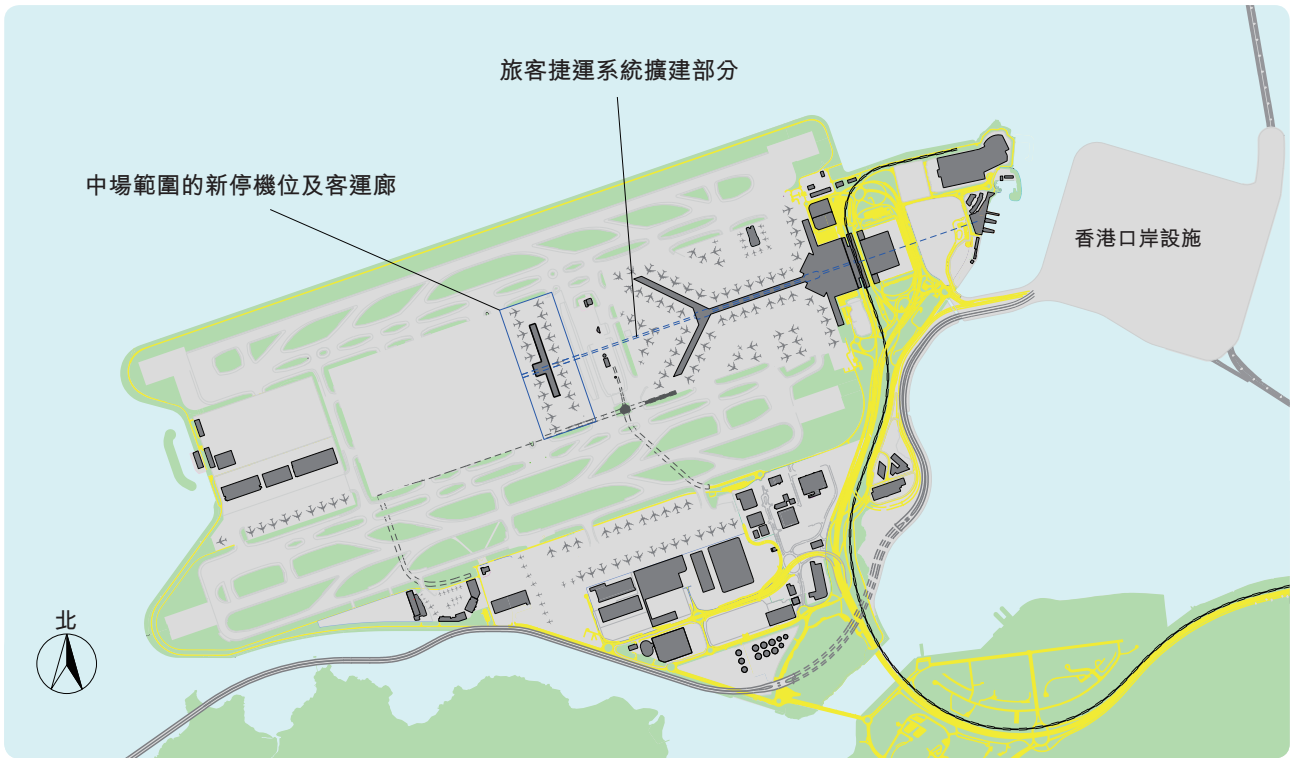 旅客捷運系統擴建部分
中場範圍的新停機位及客運廊
香港口岸設施
北